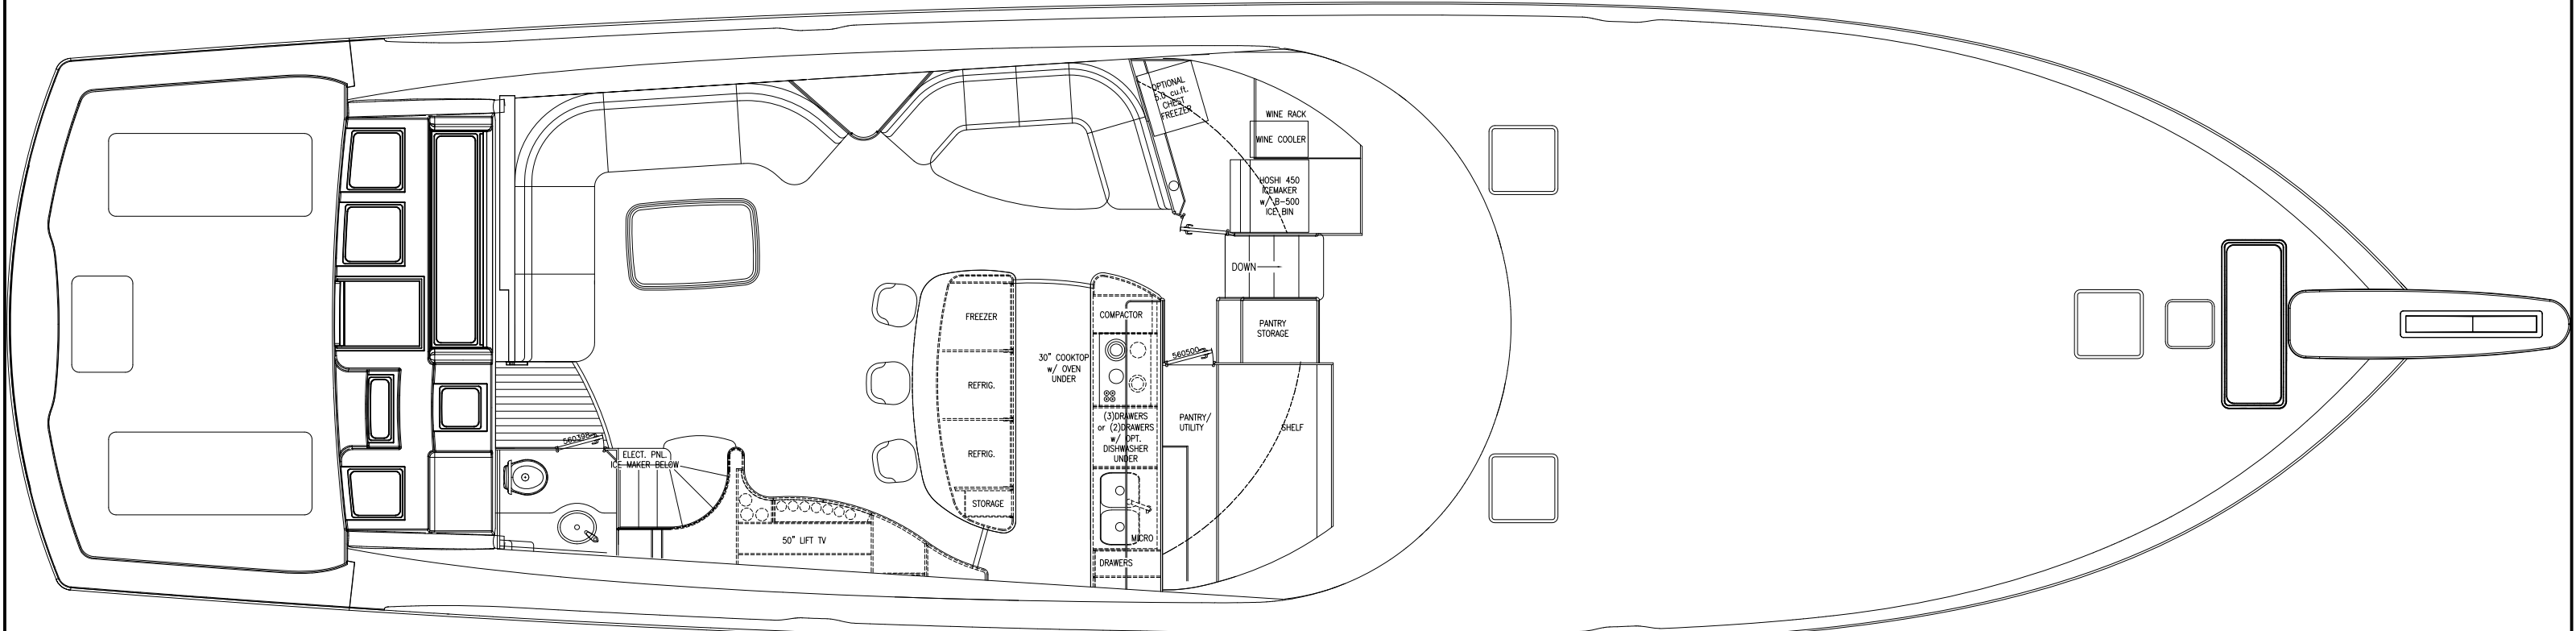 OPTIONAL
5.0 cu.ft.
CHEST
FREEZER
WINE RACK
WINE COOLER
HOSHI 450
ICEMAKER
w/ B-500
ICE BIN
DOWN
PANTRY
STORAGE
FREEZER
COMPACTOR
560500
30" COOKTOP
w/ OVEN
UNDER
REFRIG.
(3)DRAWERS
or (2)DRAWERS
w/ OPT.
DISHWASHER
UNDER
PANTRY/
UTILITY
SHELF
560398
ELECT. PNL.
ICE MAKER BELOW
REFRIG.
STORAGE
50" LIFT TV
MICRO
DRAWERS